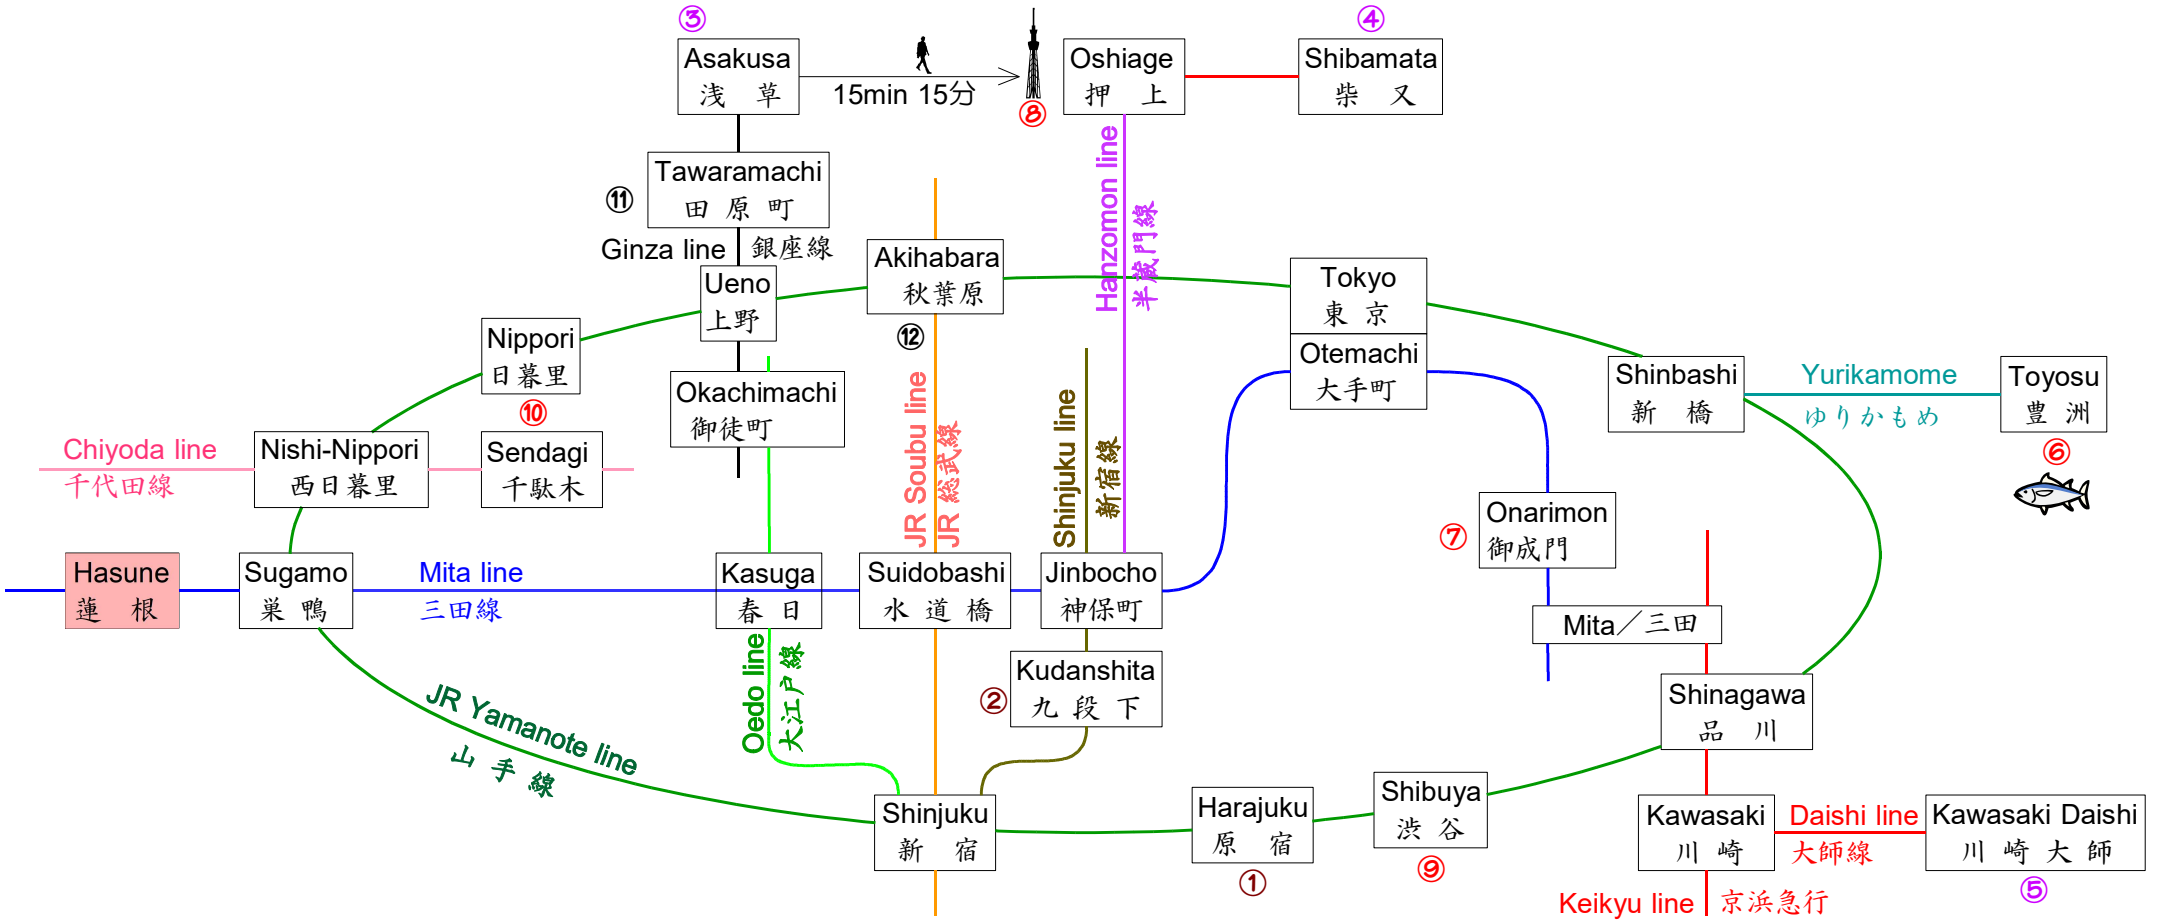 ③
④
Asakusa
浅 草
15min 15分
⑧
Oshiage
押 上
Shibamata
柴 又
Tawaramachi
田原町
⑪
Ginza line 銀座線
Hanzomon line
半蔵門線
Ueno
上野
Akihabara
秋葉原
⑫
Tokyo
東 京
Otemachi
大手町
Nippori
日暮里
⑩
Okachimachi
御徒町
JR Soubu line
JR 総武線
Shinjuku line
新宿線
Shinbashi
新 橋
Yurikamome
ゆりかもめ
Toyosu
豊 洲
⑥
Chiyoda line
千代田線
Nishi-Nippori
西日暮里
Sendagi
千駄木
Onarimon
御成門
⑦
Hasune
蓮 根
Sugamo
巣 鴨
Mita line
三田線
Kasuga
春 日
Suidobashi
水道橋
Jinbocho
神保町
Mita／三田
Oedo line
大江戸線
②
Kudanshita
九段下
JR Yamanote line
山手線
Shinagawa
品 川
Shinjuku
新 宿
Harajuku
原 宿
①
Shibuya
渋 谷
⑨
Kawasaki
川 崎
Daishi line
大師線
Kawasaki Daishi
川崎大師
⑤
Keikyu line 京浜急行